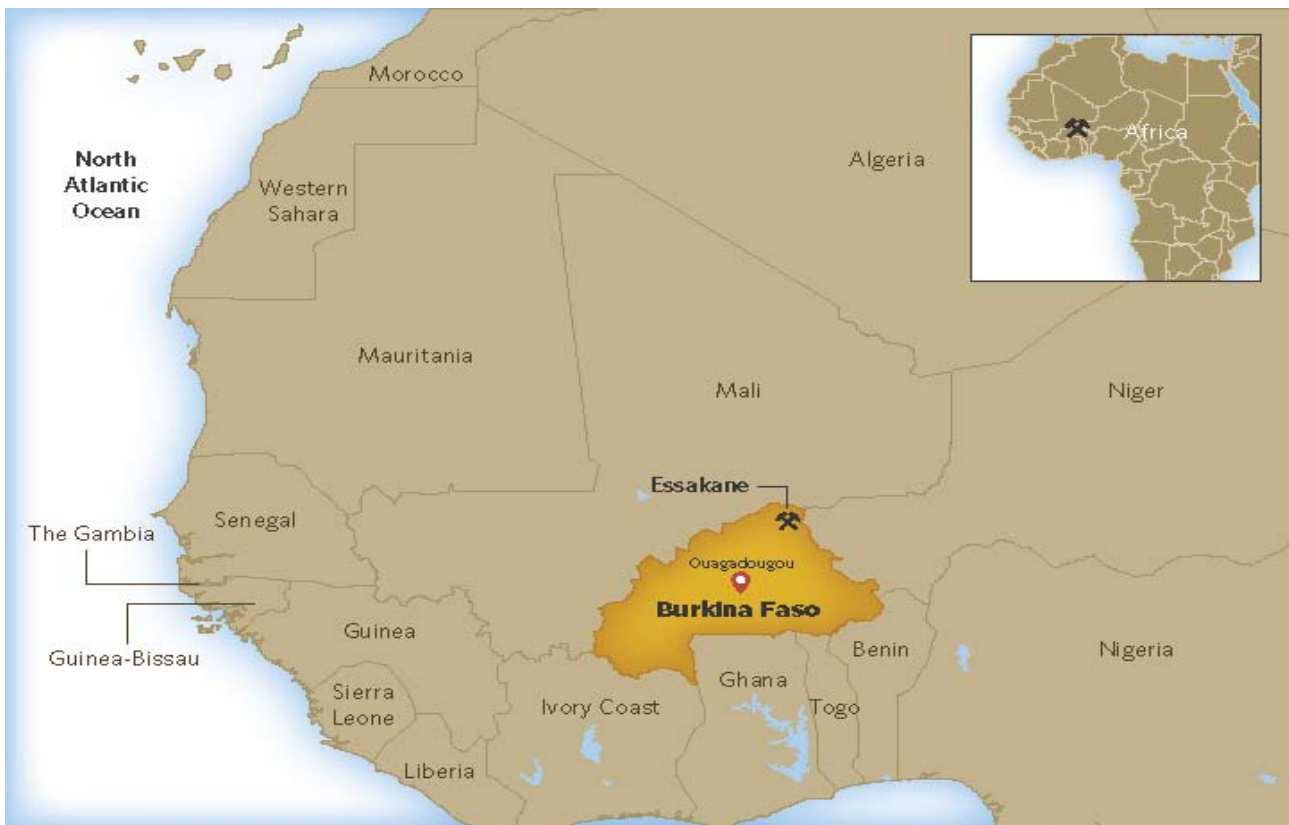 Morocco
North
Atlantic
Ocean
Western
Sahara
Algeria
Africa
Mauritania
Mali
Niger
Essakane
Senegal
The Gambia
Ouagadougou
Burkina Faso
Guinea
Guinea-Bissau
Benin
Nigeria
Ghana
Sierra
Leone
Ivory Coast
Togo
Liberia